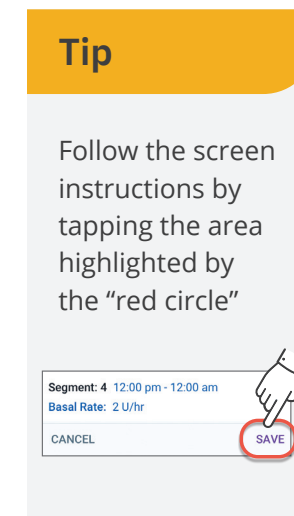 Tip
Follow the screen
instructions by
tapping the area
highlighted by
the “red circle”
Segment: 4 12:00 pm - 12:00 am
Basal Rate: 2 U/hr
CANCEL SAVE